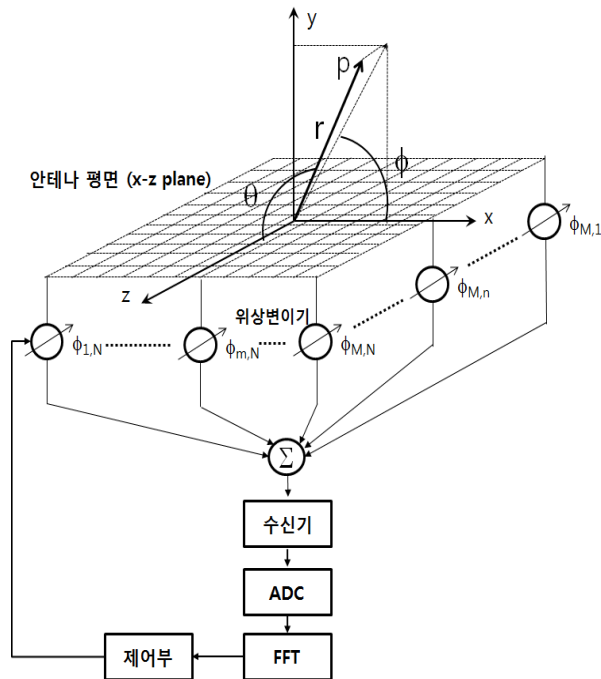 y
p
r
ϕ
안테나 평면 (x-z plane)
θ
x
z
ϕM,1
ϕM,n
위상변이기
ϕ1,N
ϕm,N
ϕM,N
Σ
수신기
ADC
제어부
FFT